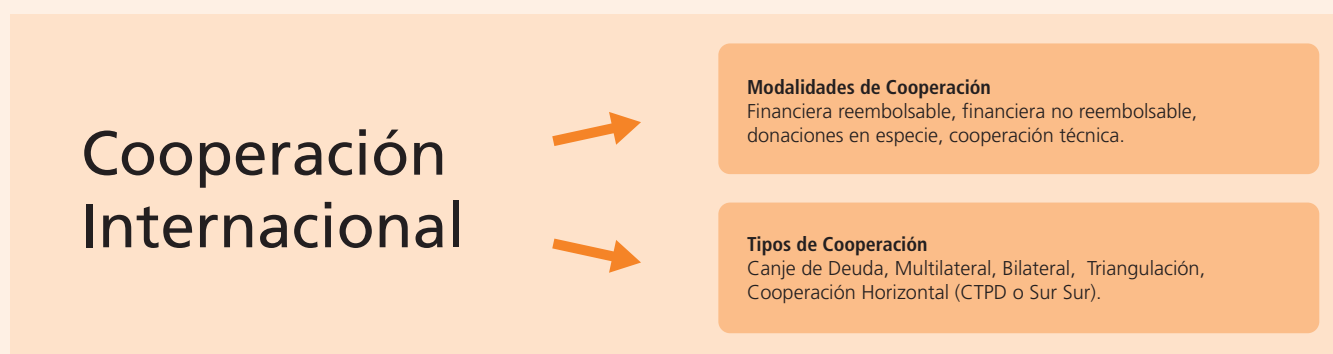 Cooperación
Internacional
Modalidades de Cooperación
Financiera reembolsable, financiera no reembolsable,
donaciones en especie, cooperación técnica.
Tipos de Cooperación
Canje de Deuda, Multilateral, Bilateral, Triangulación,
Cooperación Horizontal (CTPD o Sur Sur).